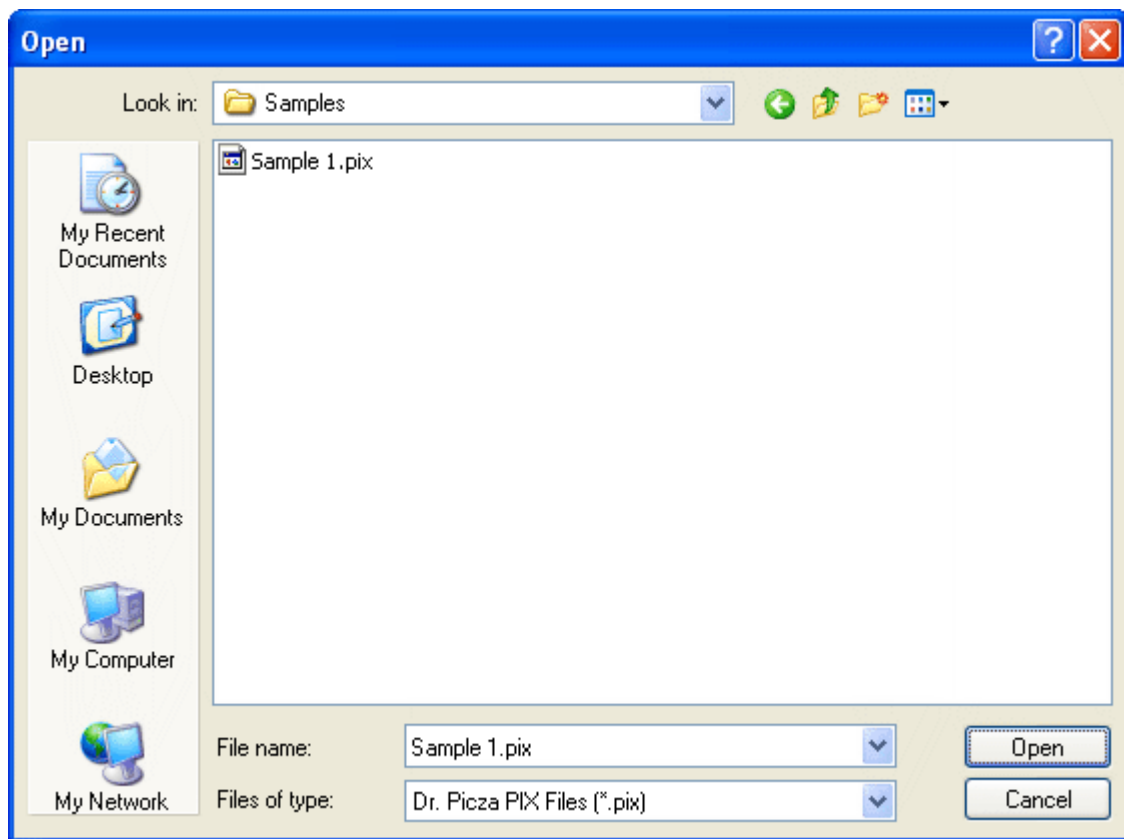 Open
Look in:
Samples
Sample 1.pix
My Recent
Documents
Desktop
My Documents
My Computer
My Network
File name:
Sample 1.pix
Open
Files of type:
Dr. Picza PIX Files (*.pix)
Cancel